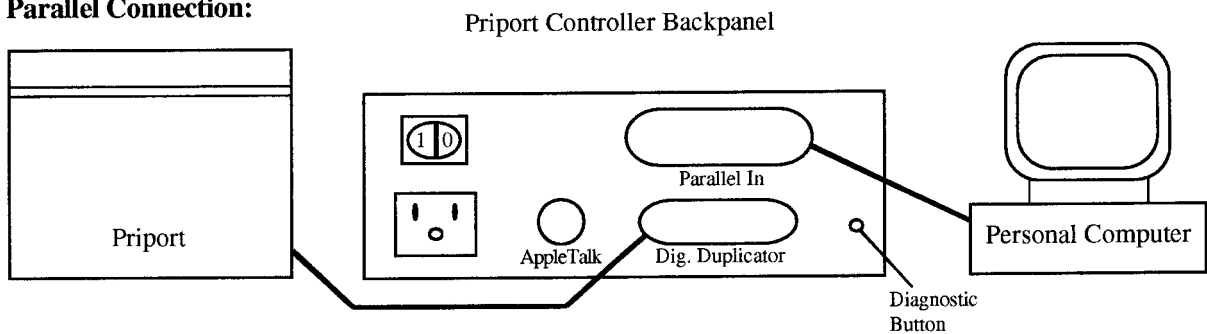 Parallel Connection:
Priport Controller Backpanel
1 0
Parallel In
Priport
AppleTalk
Dig. Duplicator
Personal Computer
Diagnostic
Button